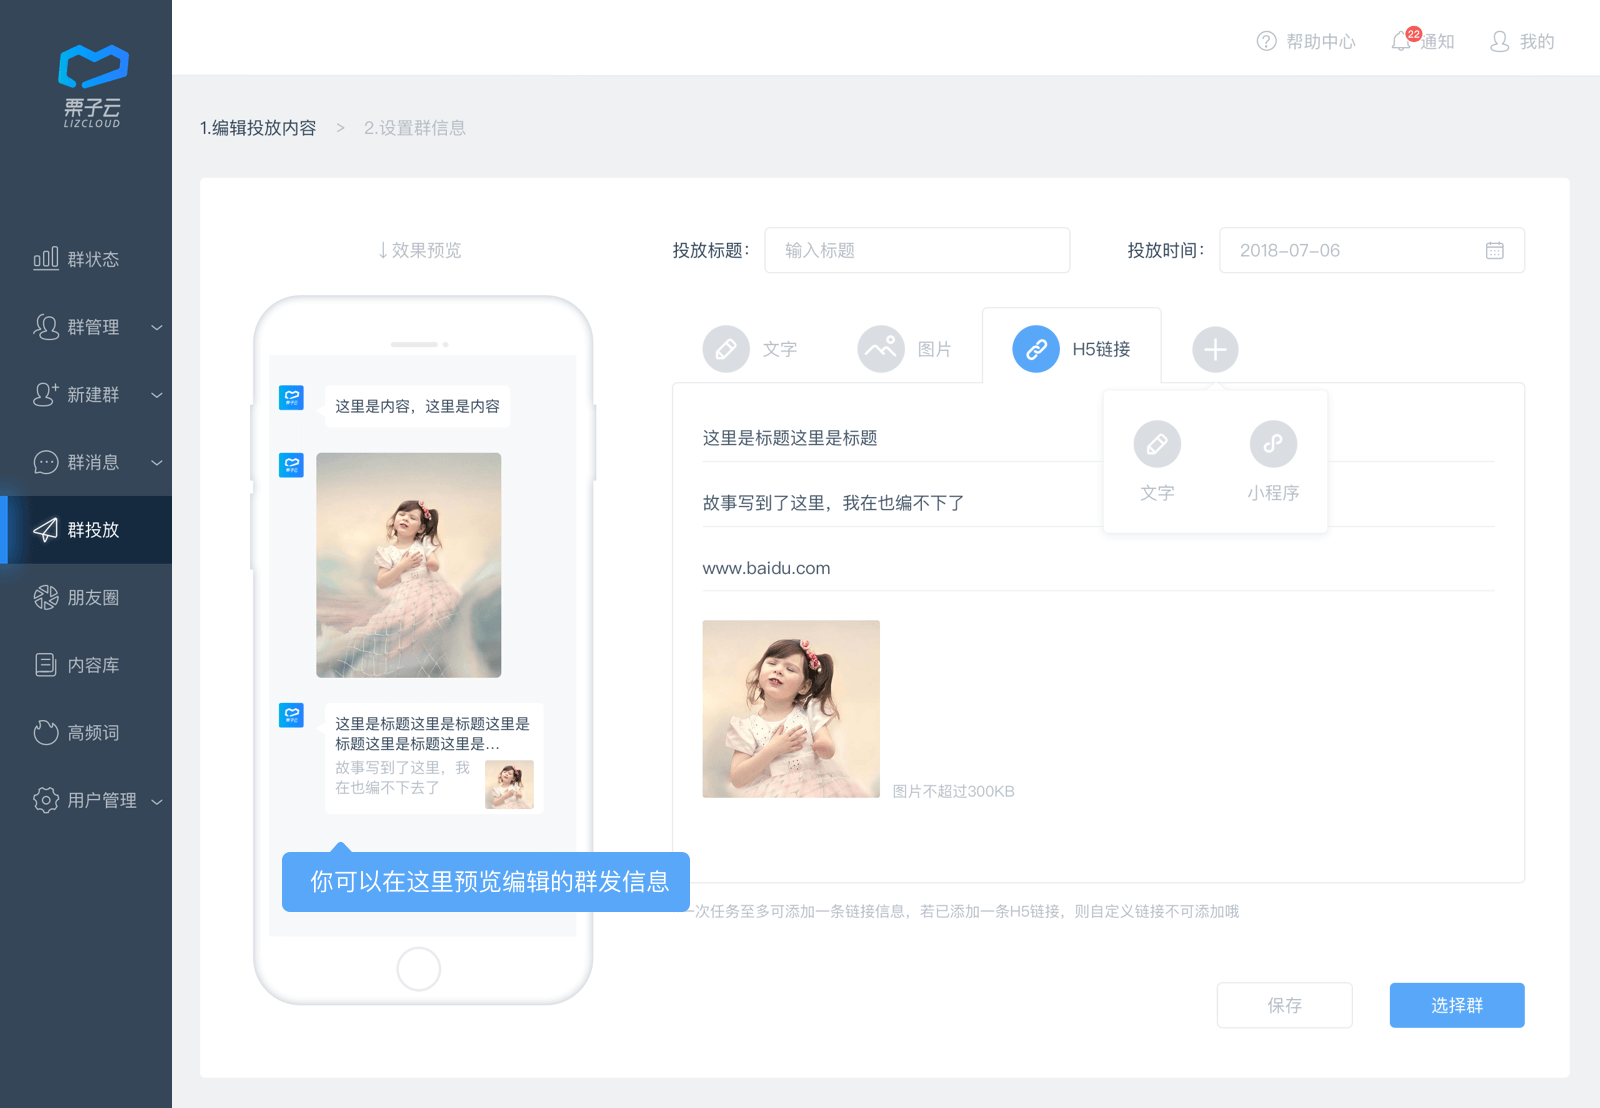 栗子云
LIZCLOUD
帮助中心
22
通知
我的
1.编辑投放内容 > 2.设置群信息
群状态
群管理
新建群
群消息
群投放
朋友圈
内容库
高频词
用户管理
↓效果预览
这里是内容，这里是内容
这里是标题这里是标题这里是
标题这里是标题这里是...
故事写到了这里，我
在也编不下去了
你可以在这里预览编辑的群发信息
投放标题：
输入标题
投放时间：
2018-07-06
文字
图片
H5链接
文字
小程序
这里是标题这里是标题
故事写到了这里，我在也编不下了
www.baidu.com
图片不超过300KB
一次任务至多可添加一条链接信息，若已添加一条H5链接，则自定义链接不可添加哦
保存
选择群